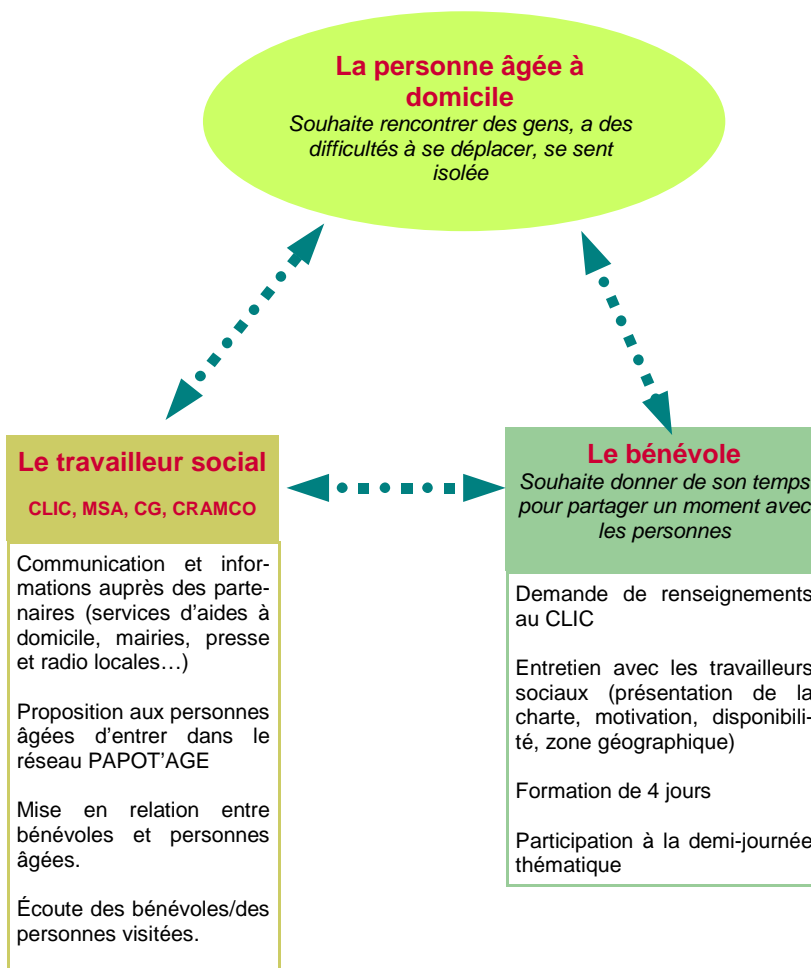 La personne âgée à
domicile
Souhaite rencontrer des gens, a des
difficultés à se déplacer, se sent
isolée
Le travailleur social
CLIC, MSA, CG, CRAMCO
Communication et infor-
mations auprès des parte-
naires (services d'aides à
domicile, mairies, presse
et radio locales…)
Proposition aux personnes
âgées d'entrer dans le
réseau PAPOT'AGE
Mise en relation entre
bénévoles et personnes
âgées.
Écoute des bénévoles/des
personnes visitées.
Le bénévole
Souhaite donner de son temps
pour partager un moment avec
les personnes
Demande de renseignements
au CLIC
Entretien avec les travailleurs
sociaux (présentation de la
charte, motivation, disponibili-
té, zone géographique)
Formation de 4 jours
Participation à la demi-journée
thématique